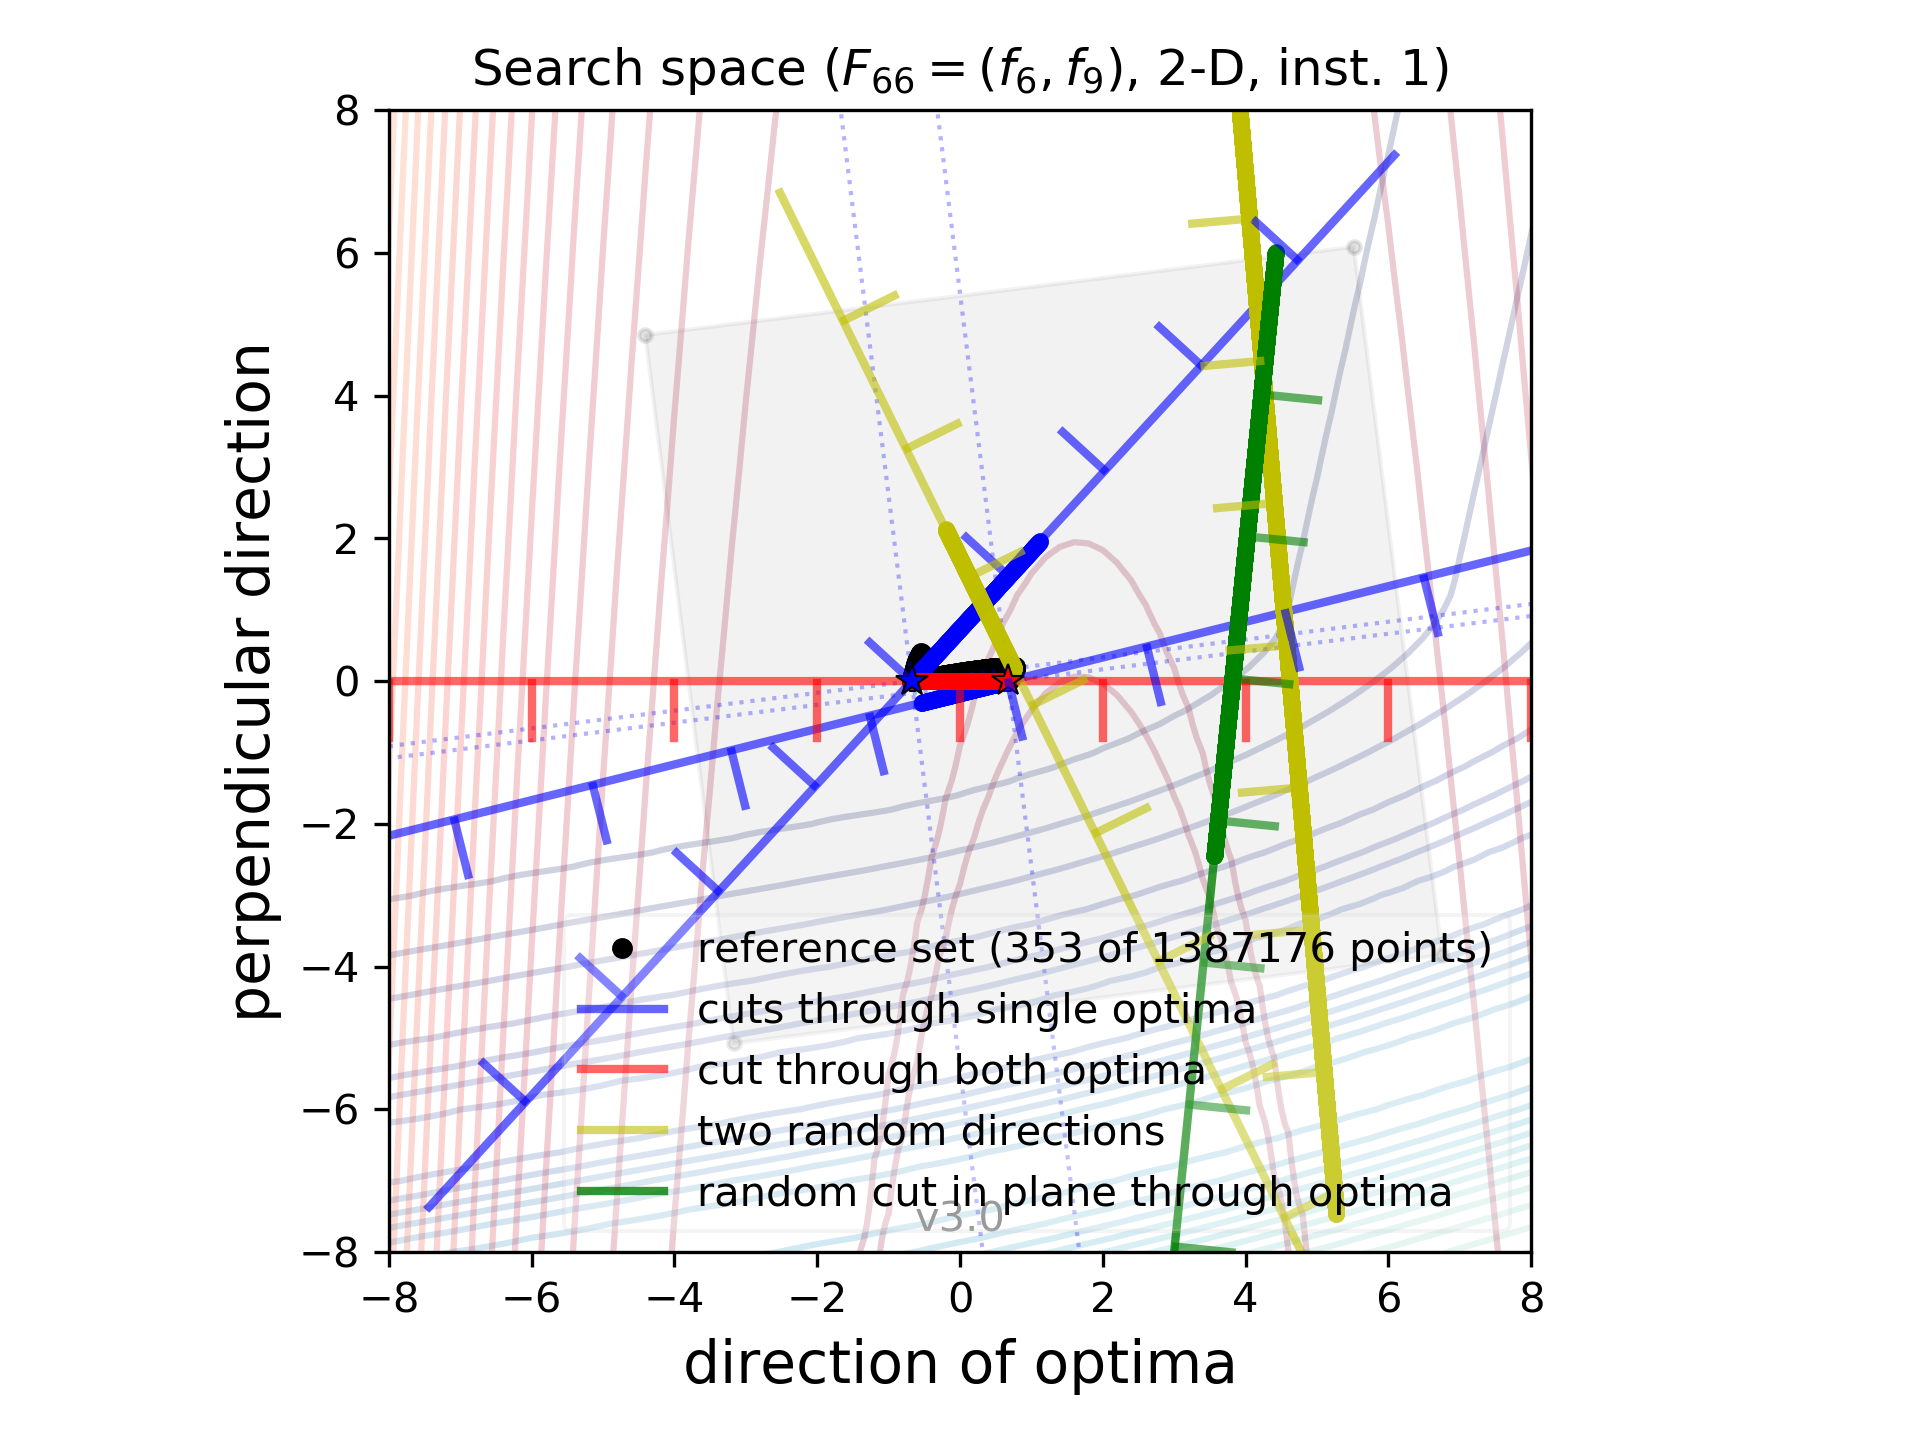 Search space (F66 = (f6, f9), 2-D, inst. 1)
8
6
4
2
0
−2
−4
−6
−8
perpendicular direction
reference set (353 of 1387176 points)
cuts through single optima
cut through both optima
two random directions
random cut in plane through optima
v3.0
−8 −6 −4 −2 0 2 4 6 8
direction of optima